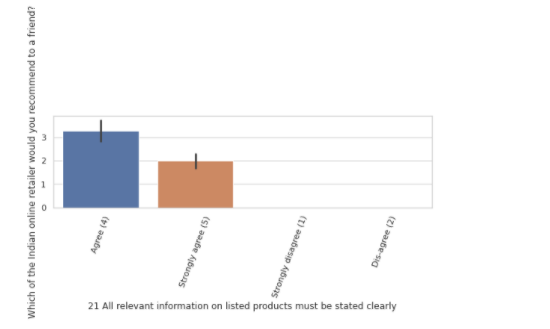 Which of the Indian online retailer would you recommend to a friend?
3
2
1
0
Agree (4)
Strongly agree (5)
Strongly disagree (1)
Dis-agree (2)
21 All relevant information on listed products must be stated clearly